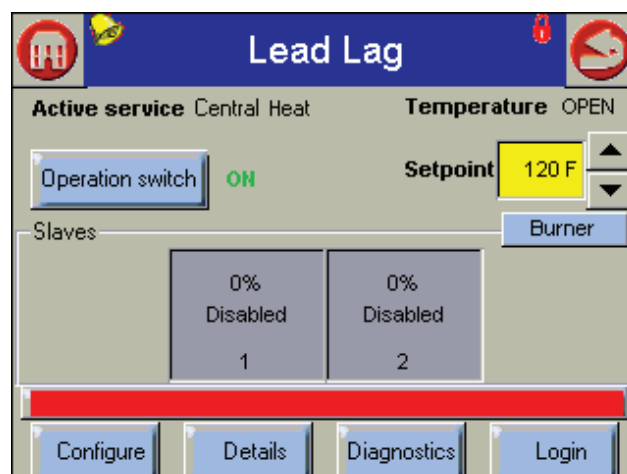 Lead Lag
Active service Central Heat Temperature OPEN
Operation switch ON Setpoint 120 F
Slaves Burner
0% 0%
Disabled Disabled
1 2
Configure Details Diagnostics Login